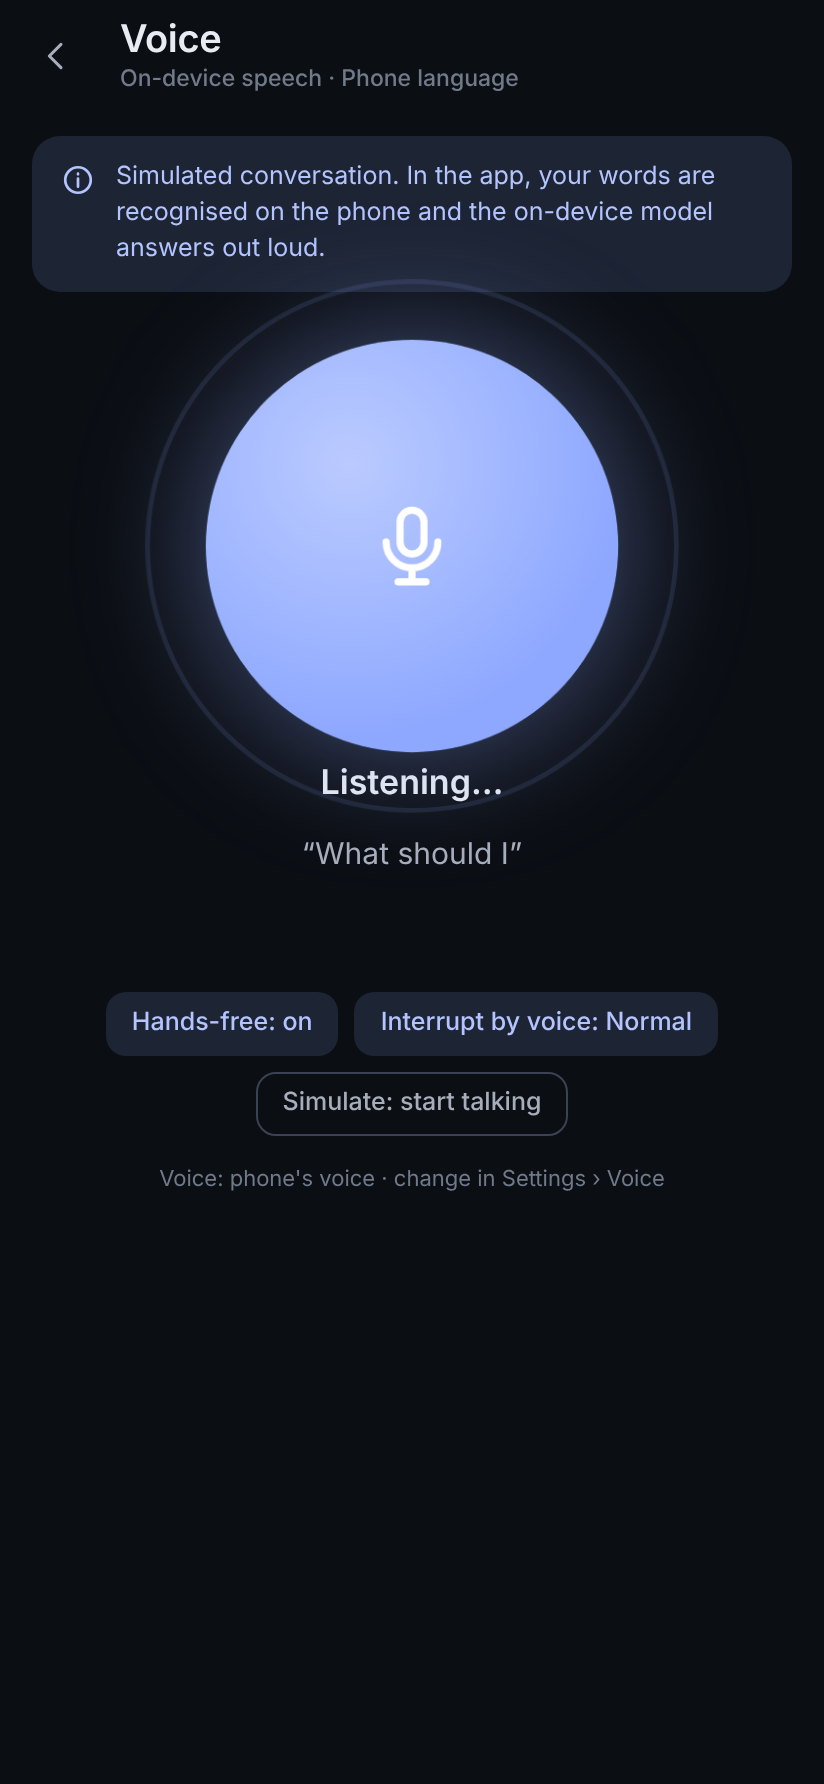 Voice
On-device speech · Phone language
Simulated conversation. In the app, your words are
recognised on the phone and the on-device model
answers out loud.
Listening…
“What should I”
Hands-free: on
Interrupt by voice: Normal
Simulate: start talking
Voice: phone's voice · change in Settings › Voice